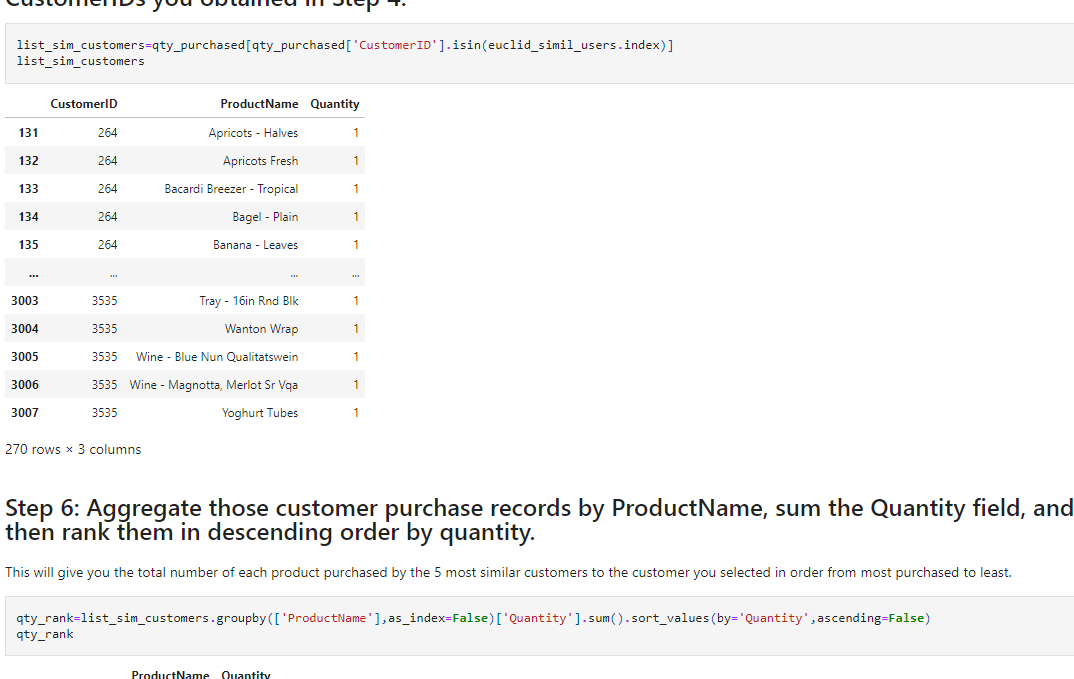 CustomerIDs you obtained in Step 4.
list_sim_customers=qty_purchased[qty_purchased['CustomerID'].isin(euclid_simil_users.index)]
list_sim_customers
CustomerID ProductName Quantity
131 264 Apricots - Halves 1
132 264 Apricots Fresh 1
133 264 Bacardi Breezer - Tropical 1
134 264 Bagel - Plain 1
135 264 Banana - Leaves 1
... ... ... ...
3003 3535 Tray - 16in Rnd Blk 1
3004 3535 Wanton Wrap 1
3005 3535 Wine - Blue Nun Qualitatswein 1
3006 3535 Wine - Magnotta, Merlot Sr Vqa 1
3007 3535 Yoghurt Tubes 1
270 rows × 3 columns
Step 6: Aggregate those customer purchase records by ProductName, sum the Quantity field, and
then rank them in descending order by quantity.
This will give you the total number of each product purchased by the 5 most similar customers to the customer you selected in order from most purchased to least.
qty_rank=list_sim_customers.groupby(['ProductName'],as_index=False)['Quantity'].sum().sort_values(by='Quantity',ascending=False)
qty_rank
ProductName Quantity